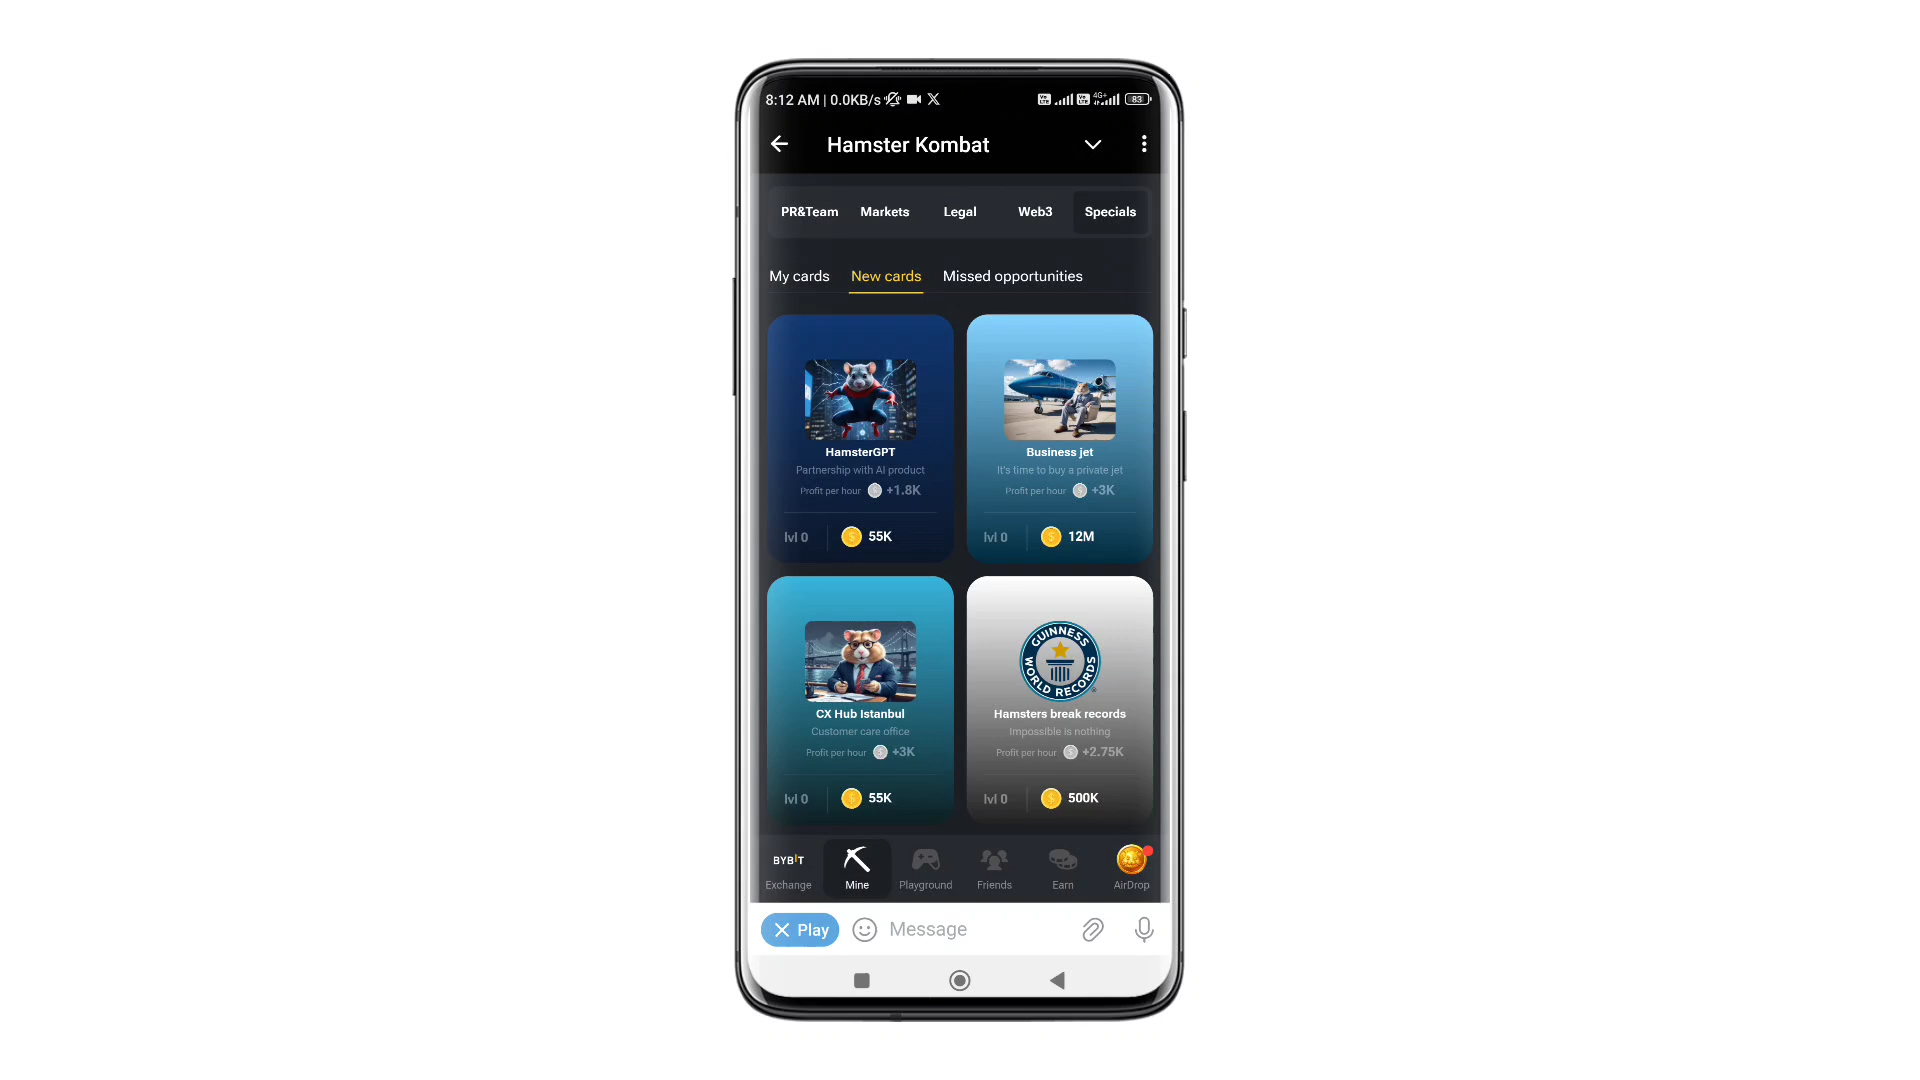 8:12 AM | 0.0KB/s
4G+
83
Hamster Kombat
PR&Team Markets Legal Web3 Specials
My cards New cards Missed opportunities
HamsterGPT
Partnership with AI product
Profit per hour +1.8K
lvl 0 55K
Business jet
It's time to buy a private jet
Profit per hour +3K
lvl 0 12M
CX Hub Istanbul
Customer care office
Profit per hour +3K
lvl 0 55K
GUINNESS
WORLD RECORDS
Hamsters break records
Impossible is nothing
Profit per hour +2.75K
lvl 0 500K
BYBIT
Exchange Mine Playground Friends Earn AirDrop
Play Message